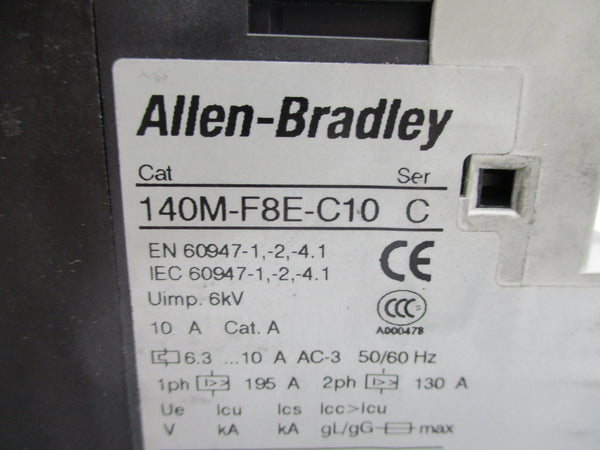 Allen-Bradley
Cat Ser
140M-F8E-C10 C
EN 60947-1,-2,-4.1
IEC 60947-1,-2,-4.1
CE
Uimp. 6kV
CCC S
A00047B
10 A Cat. A
6.3 ...10 A AC-3 50/60 Hz
1ph I>> 195 A 2ph I>> 130 A
Ue Icu Ics Icc>Icu
V kA kA gL/gG max